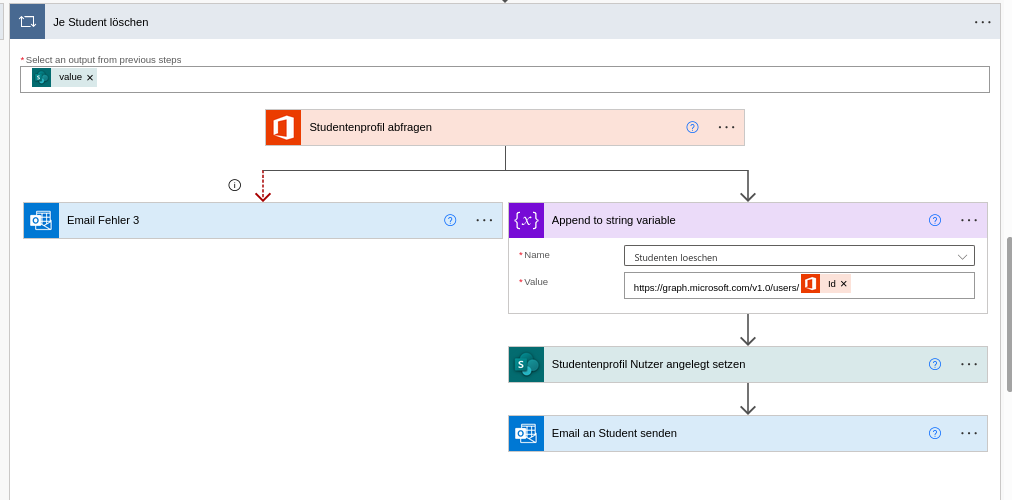 Je Student löschen
* Select an output from previous steps
value
Studentenprofil abfragen
Email Fehler 3
Append to string variable
* Name
Studenten loeschen
* Value
https://graph.microsoft.com/v1.0/users/ Id
Studentenprofil Nutzer angelegt setzen
Email an Student senden